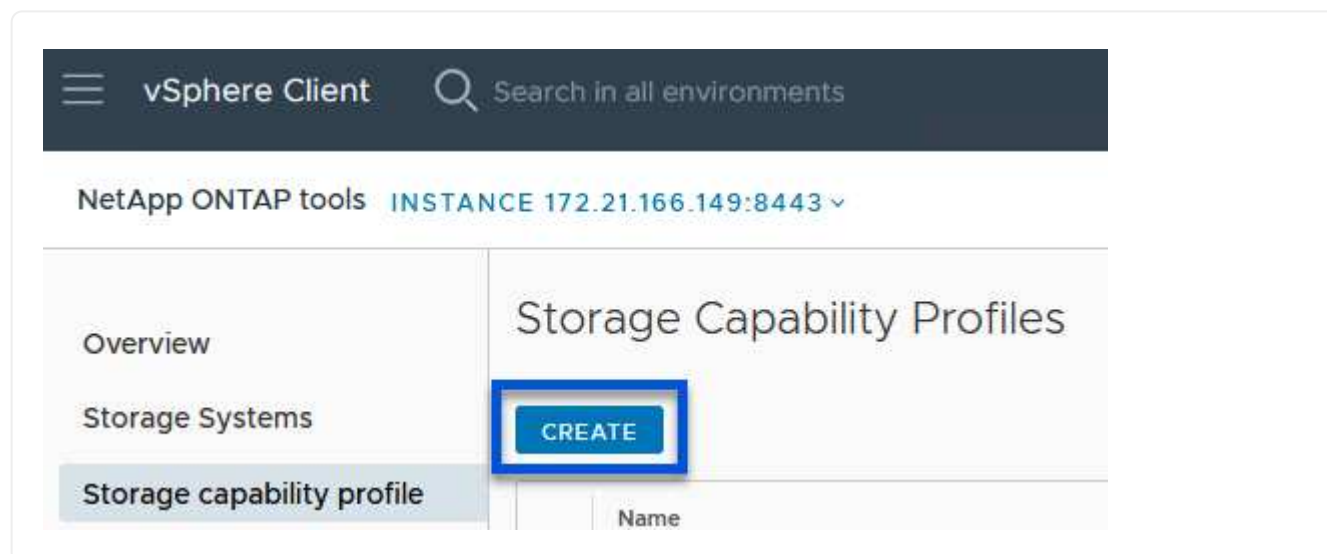 vSphere Client Search in all environments
NetApp ONTAP tools INSTANCE 172.21.166.149:8443
Storage Capability Profiles
Overview
Storage Systems
CREATE
Storage capability profile
Name